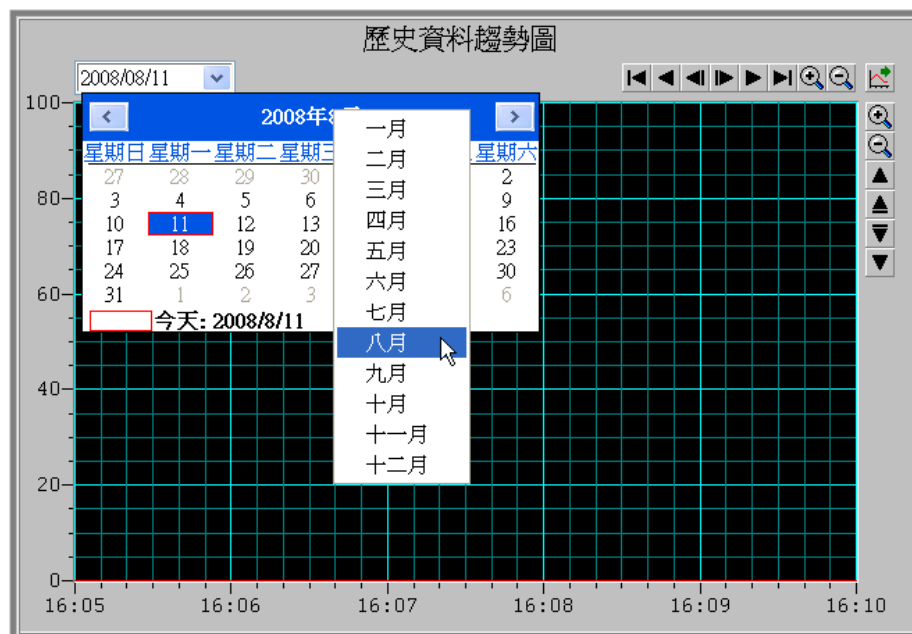 歷史資料趨勢圖
2008/08/11
100
2008年8
星期日 星期一 星期二 星期三 星期六
27 28 29 30 2
3 4 5 6 9
10 11 12 13 16
17 18 19 20 23
24 25 26 27 30
31 1 2 3 6
今天: 2008/8/11
一月
二月
三月
四月
五月
六月
七月
八月
九月
十月
十一月
十二月
80
60
40
20
0
16:05 16:06 16:07 16:08 16:09 16:10